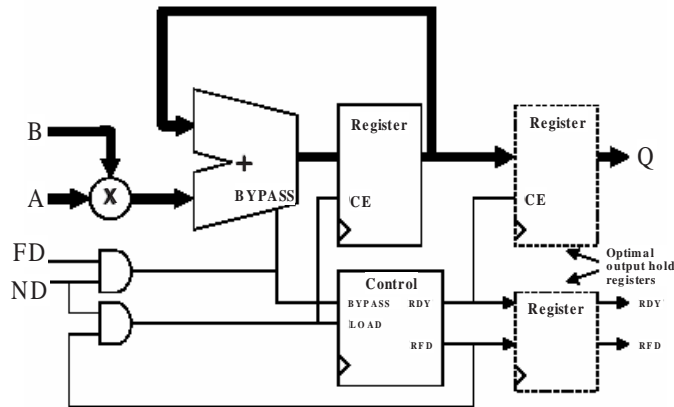 Register
Register
B
+
Q
A
X
BYPASS
CE
CE
FD
Optimal
output hold
registers
ND
Control
BYPASS RDY
Register
RDY
LOAD
RFD
RFD